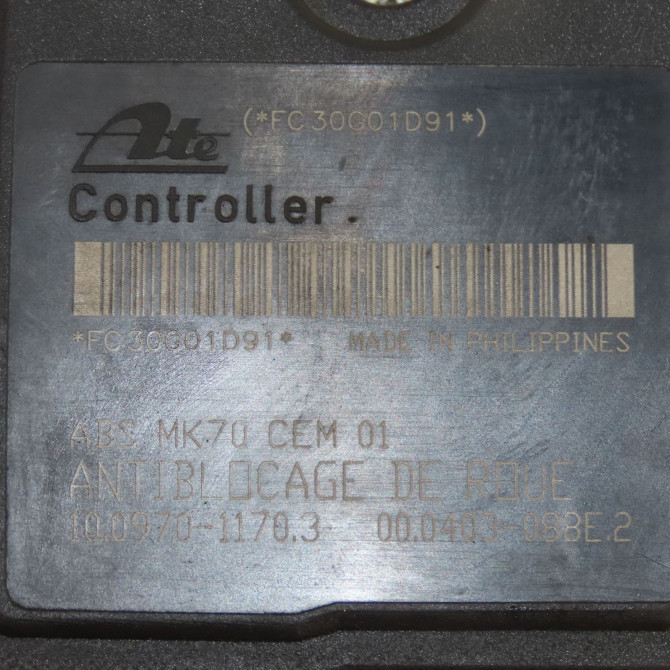 Ate (*FC30G01D91*)
Controller.
*FC30G01D91* MADE IN PHILIPPINES
ABS MK70 CEM 01
ANTIBLOCAGE DE ROUE
10.0970-1170.3 00.0403-08BE.2